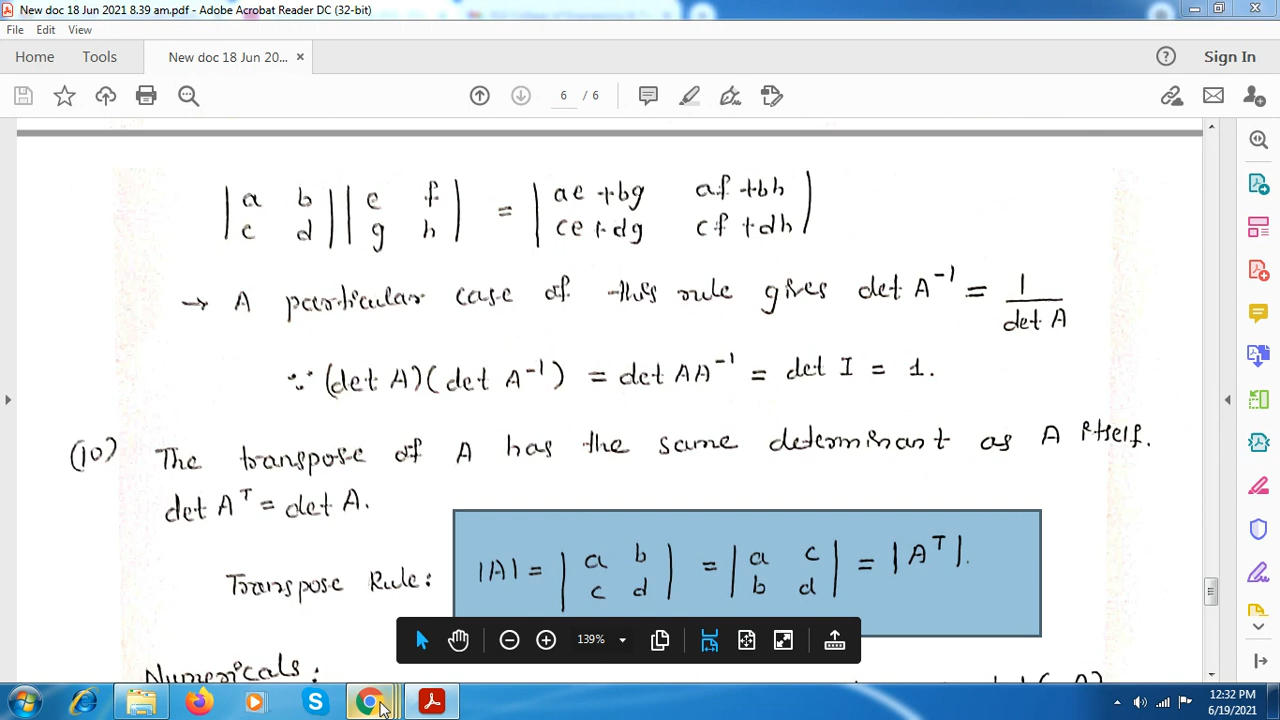 New doc 18 Jun 2021 8.39 am.pdf - Adobe Acrobat Reader DC (32-bit)
File Edit View
Home Tools New doc 18 Jun 20... × Sign In
6 / 6
|a b| |e f| = |ae +bg af +bh|
|c d| |g h| |ce +dg cf +dh|
→ A particular case of this rule gives det A⁻¹ = 1 / det A
∵ (det A)(det A⁻¹) = det AA⁻¹ = det I = 1.
(10) The transpose of A has the same determinant as A itself.
det Aᵀ = det A.
Transpose Rule: |A| = |a b| = |a c| = |Aᵀ|.
|c d| |b d|
139%
Numericals:
12:32 PM
6/19/2021